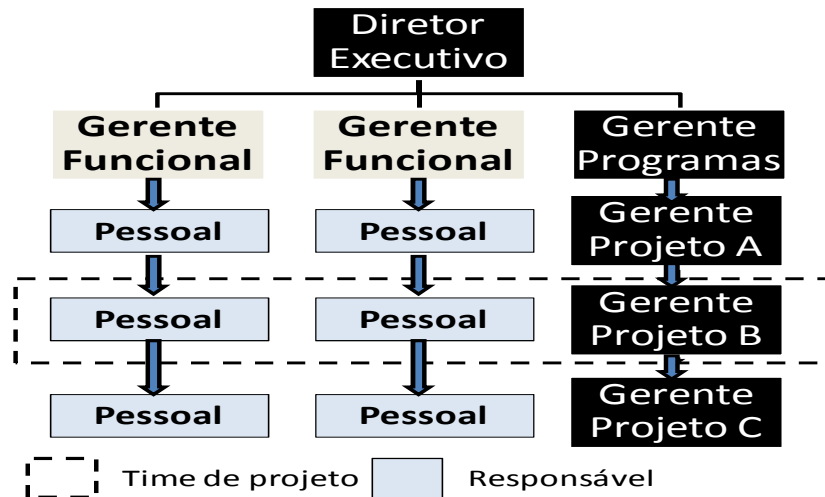 Diretor
Executivo
Gerente
Funcional
Gerente
Funcional
Gerente
Programas
Pessoal
Pessoal
Gerente
Projeto A
Pessoal
Pessoal
Gerente
Projeto B
Pessoal
Pessoal
Gerente
Projeto C
Time de projeto
Responsável